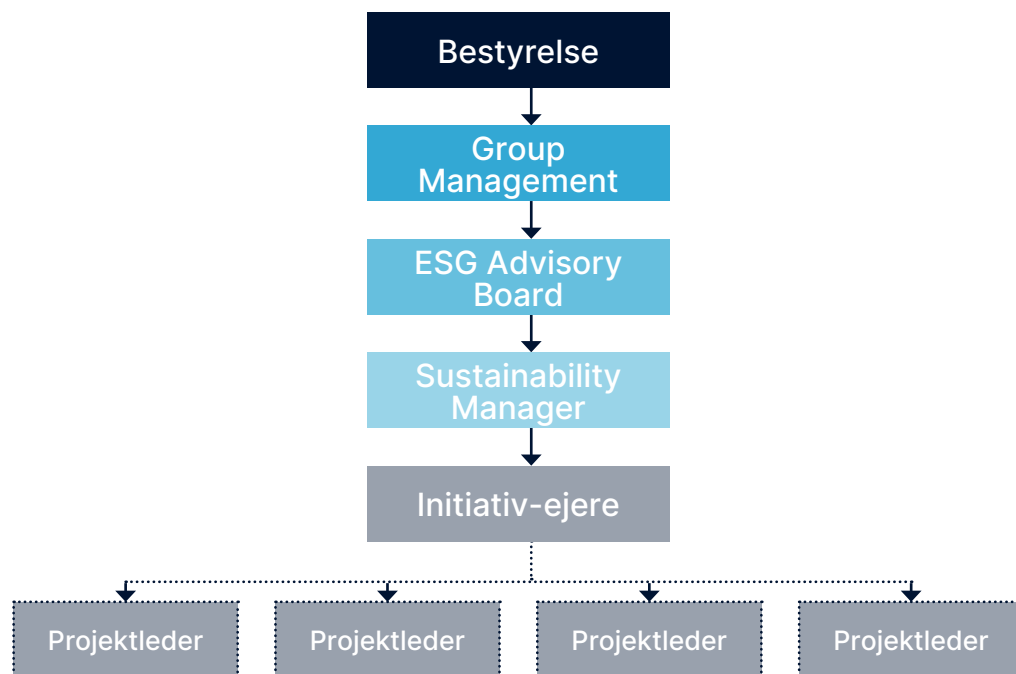 Bestyrelse
Group
Management
ESG Advisory
Board
Sustainability
Manager
Initiativ-ejere
Projektleder
Projektleder
Projektleder
Projektleder